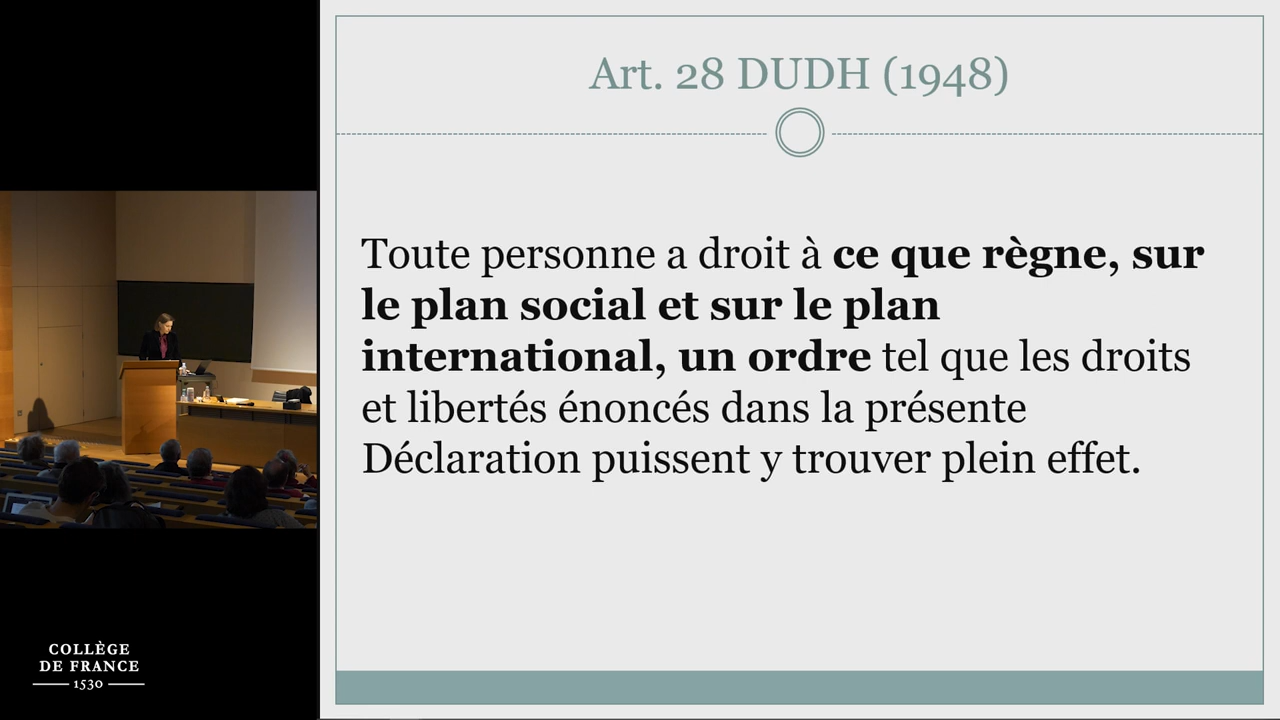 Art. 28 DUDH (1948)
Toute personne a droit à ce que règne, sur
le plan social et sur le plan
international, un ordre tel que les droits
et libertés énoncés dans la présente
Déclaration puissent y trouver plein effet.
COLLÈGE
DE FRANCE
1530